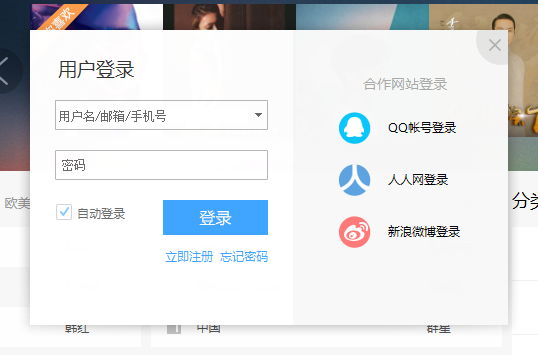 喜欢
用户登录
合作网站登录
用户名/邮箱/手机号
QQ帐号登录
密码
人人网登录
欧美
分类
自动登录
登录
新浪微博登录
立即注册 忘记密码
韩红
中国
群星